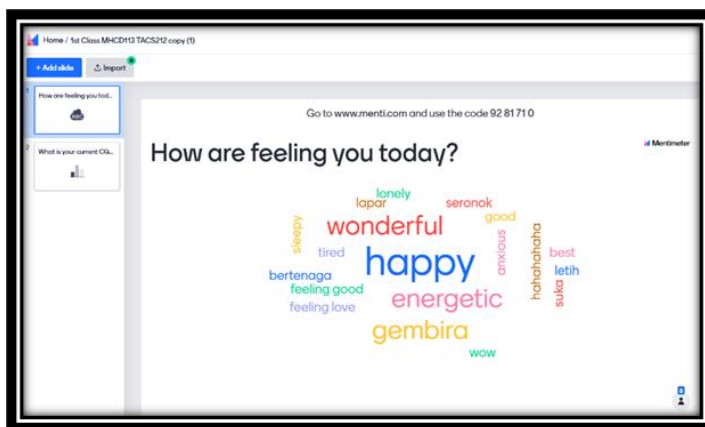 Home / 1st Class MHCD113 TACS212 copy (1)
+ Add slide
Import
1
How are feeling you tod...
ABC
2
What is your current CG...
Go to www.menti.com and use the code 92 81 71 0
How are feeling you today?
Mentimeter
lonely
lapar
seronok
good
wonderful
sleepy
tired
happy
anxious
hahahahaha
best
letih
bertenaga
feeling good
feeling love
energetic
suka
gembira
wow